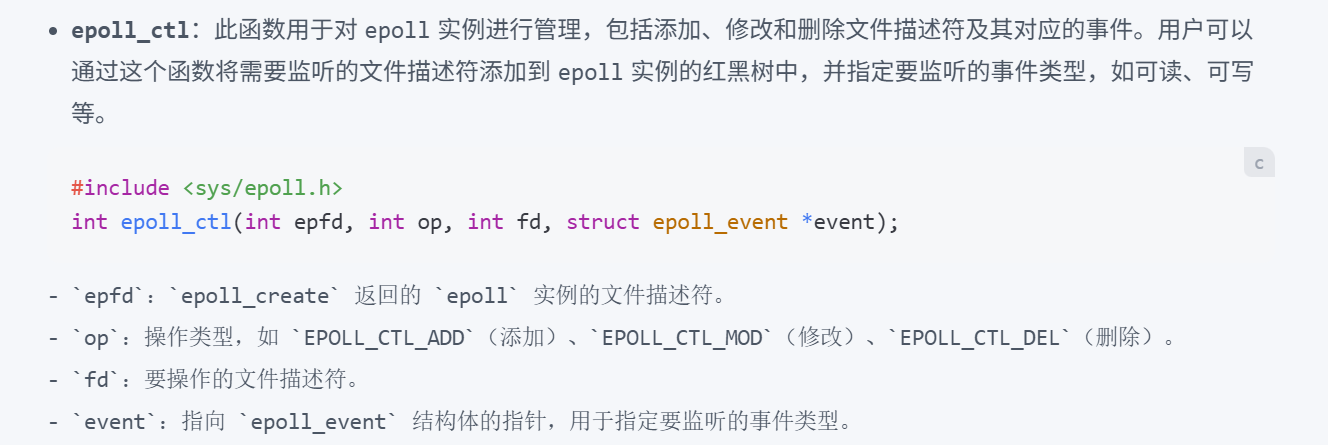 • epoll_ctl：此函数用于对 epoll 实例进行管理，包括添加、修改和删除文件描述符及其对应的事件。用户可以
通过这个函数将需要监听的文件描述符添加到 epoll 实例的红黑树中，并指定要监听的事件类型，如可读、可写
等。
c
#include <sys/epoll.h>
int epoll_ctl(int epfd, int op, int fd, struct epoll_event *event);
- `epfd`：`epoll_create` 返回的 `epoll` 实例的文件描述符。
- `op`：操作类型，如 `EPOLL_CTL_ADD`（添加）、`EPOLL_CTL_MOD`（修改）、`EPOLL_CTL_DEL`（删除）。
- `fd`：要操作的文件描述符。
- `event`：指向 `epoll_event` 结构体的指针，用于指定要监听的事件类型。